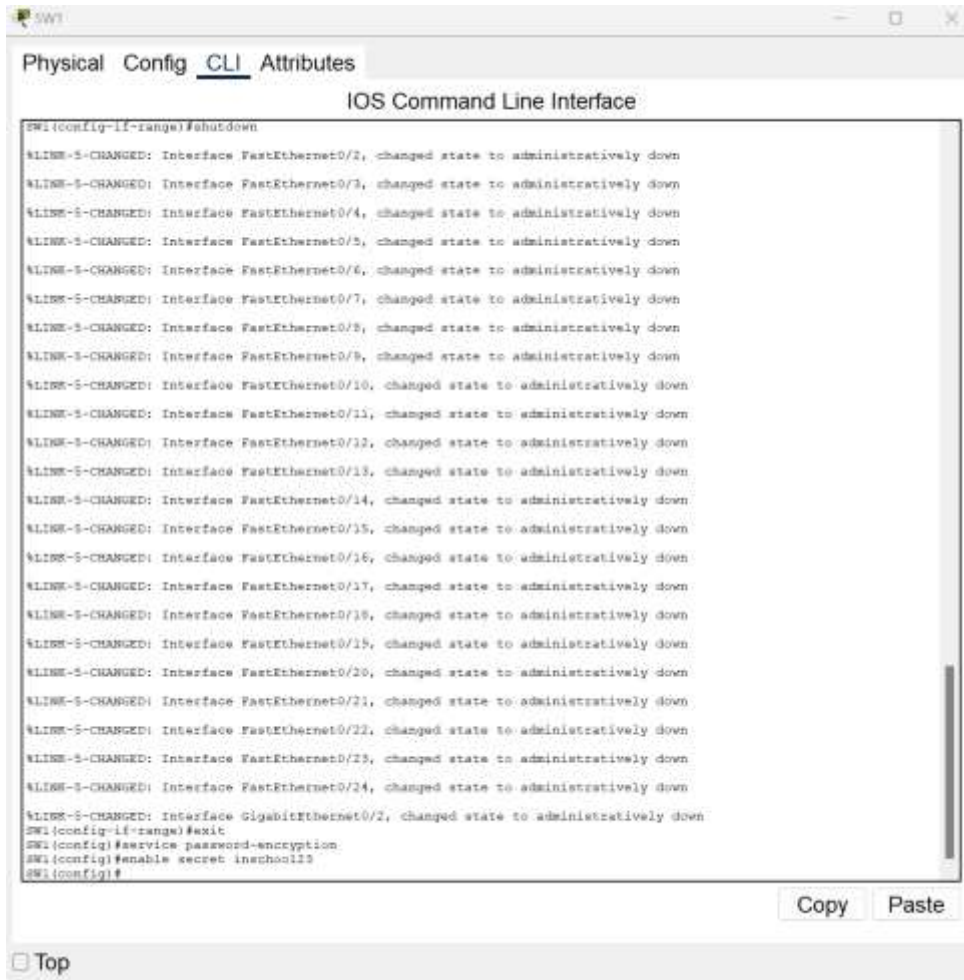 SW1
Physical Config CLI Attributes
IOS Command Line Interface
SW1(config-if-range)#shutdown
%LINK-5-CHANGED: Interface FastEthernet0/2, changed state to administratively down
%LINK-5-CHANGED: Interface FastEthernet0/3, changed state to administratively down
%LINK-5-CHANGED: Interface FastEthernet0/4, changed state to administratively down
%LINK-5-CHANGED: Interface FastEthernet0/5, changed state to administratively down
%LINK-5-CHANGED: Interface FastEthernet0/6, changed state to administratively down
%LINK-5-CHANGED: Interface FastEthernet0/7, changed state to administratively down
%LINK-5-CHANGED: Interface FastEthernet0/8, changed state to administratively down
%LINK-5-CHANGED: Interface FastEthernet0/9, changed state to administratively down
%LINK-5-CHANGED: Interface FastEthernet0/10, changed state to administratively down
%LINK-5-CHANGED: Interface FastEthernet0/11, changed state to administratively down
%LINK-5-CHANGED: Interface FastEthernet0/12, changed state to administratively down
%LINK-5-CHANGED: Interface FastEthernet0/13, changed state to administratively down
%LINK-5-CHANGED: Interface FastEthernet0/14, changed state to administratively down
%LINK-5-CHANGED: Interface FastEthernet0/15, changed state to administratively down
%LINK-5-CHANGED: Interface FastEthernet0/16, changed state to administratively down
%LINK-5-CHANGED: Interface FastEthernet0/17, changed state to administratively down
%LINK-5-CHANGED: Interface FastEthernet0/18, changed state to administratively down
%LINK-5-CHANGED: Interface FastEthernet0/19, changed state to administratively down
%LINK-5-CHANGED: Interface FastEthernet0/20, changed state to administratively down
%LINK-5-CHANGED: Interface FastEthernet0/21, changed state to administratively down
%LINK-5-CHANGED: Interface FastEthernet0/22, changed state to administratively down
%LINK-5-CHANGED: Interface FastEthernet0/23, changed state to administratively down
%LINK-5-CHANGED: Interface FastEthernet0/24, changed state to administratively down
%LINK-5-CHANGED: Interface GigabitEthernet0/2, changed state to administratively down
SW1(config-if-range)#exit
SW1(config)#service password-encryption
SW1(config)#enable secret inschool23
SW1(config)#
Copy Paste
Top